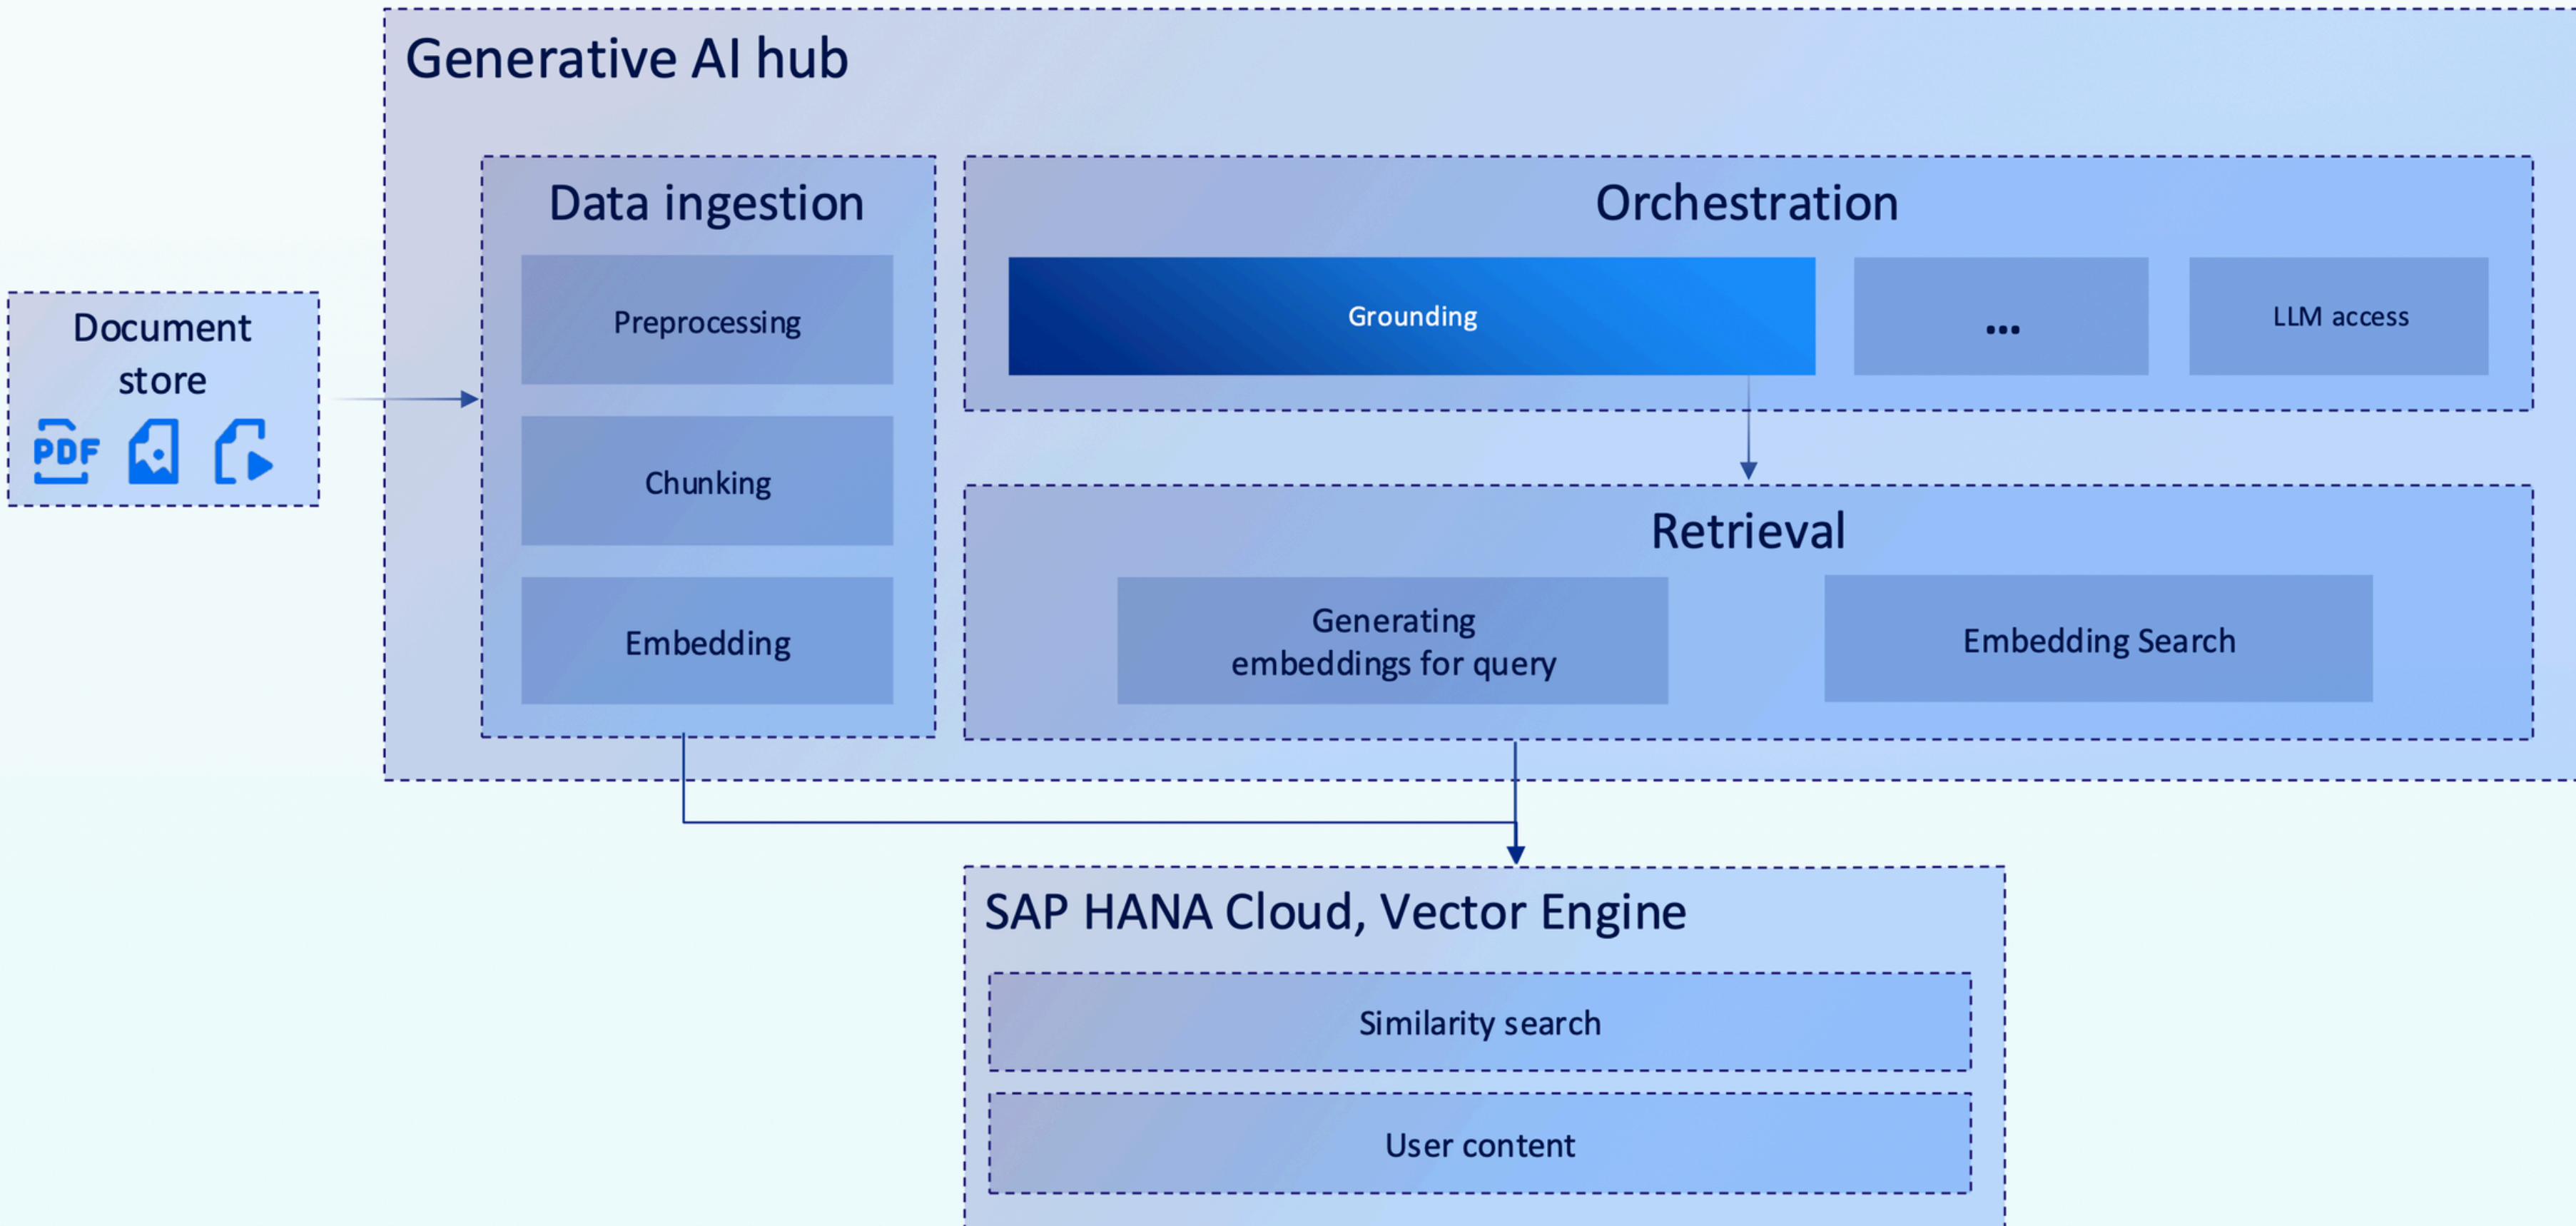 Generative AI hub
Data ingestion
Preprocessing
Chunking
Embedding
Orchestration
Grounding
...
LLM access
Document
store
PDF
Retrieval
Generating
embeddings for query
Embedding Search
SAP HANA Cloud, Vector Engine
Similarity search
User content